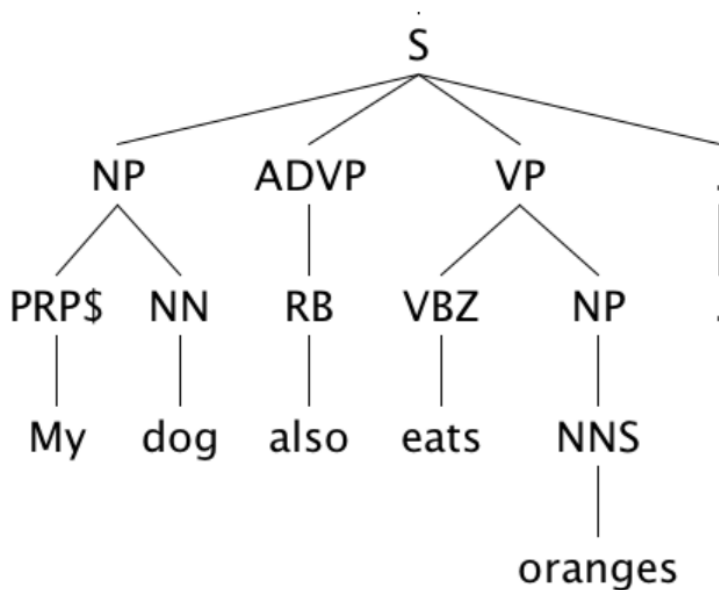 S
NP ADVP VP .
PRP$ NN RB VBZ NP .
My dog also eats NNS
oranges